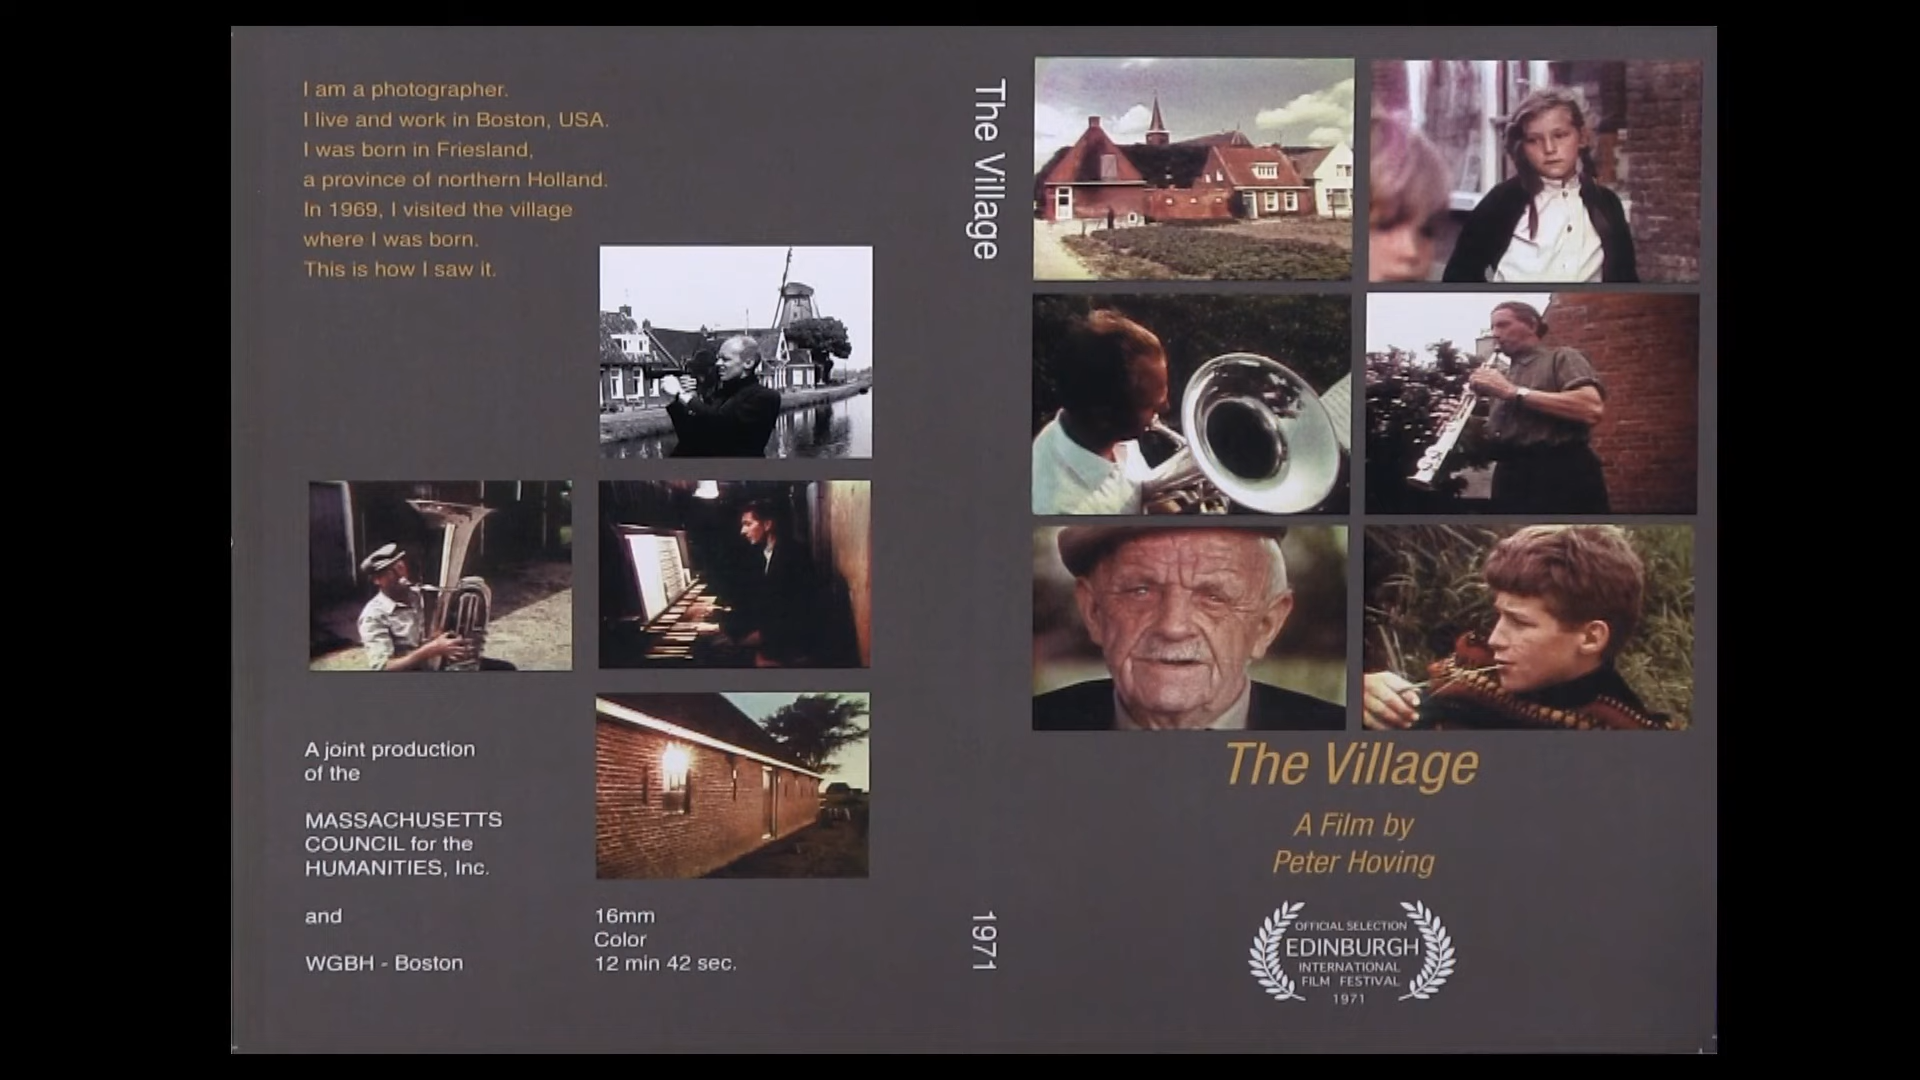 I am a photographer.
I live and work in Boston, USA.
I was born in Friesland,
a province of northern Holland.
In 1969, I visited the village
where I was born.
This is how I saw it.
A joint production
of the
MASSACHUSETTS
COUNCIL for the
HUMANITIES, Inc.
and
WGBH - Boston
16mm
Color
12 min 42 sec.
The Village
1971
The Village
A Film by
Peter Hoving
OFFICIAL SELECTION
EDINBURGH
INTERNATIONAL
FILM FESTIVAL
1971